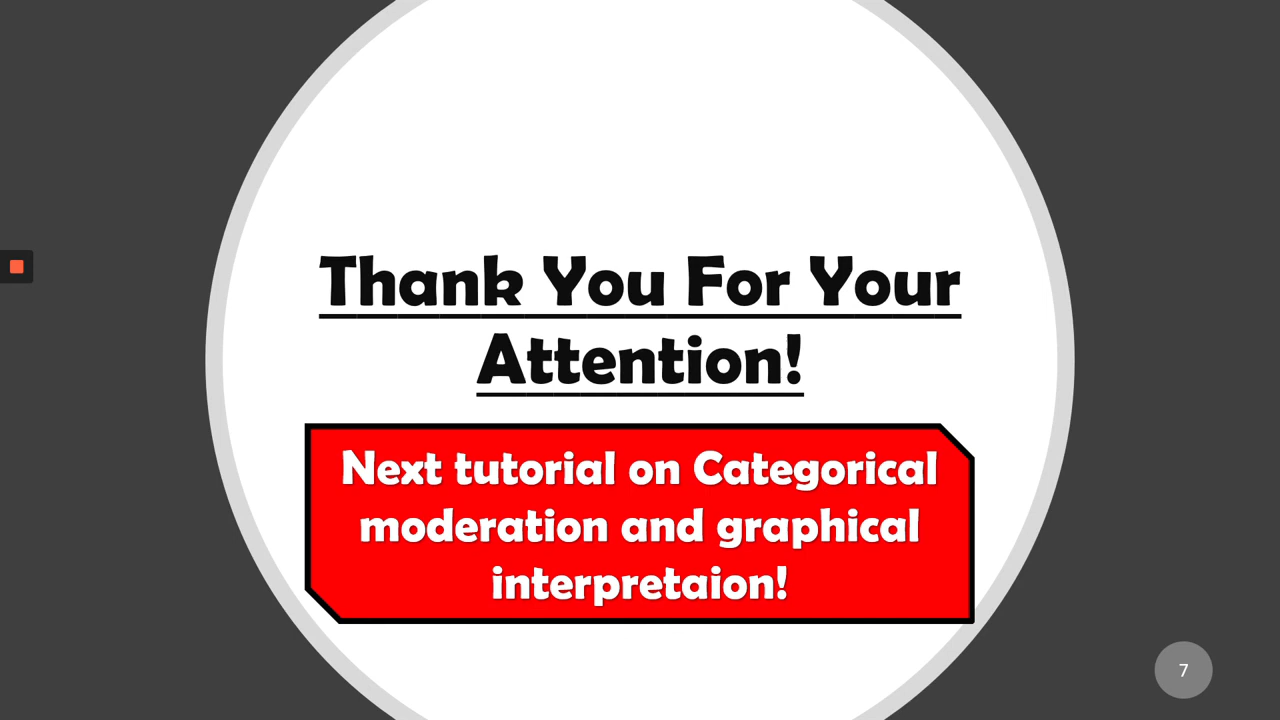 Thank You For Your
Attention!
Next tutorial on Categorical
moderation and graphical
interpretaion!
7